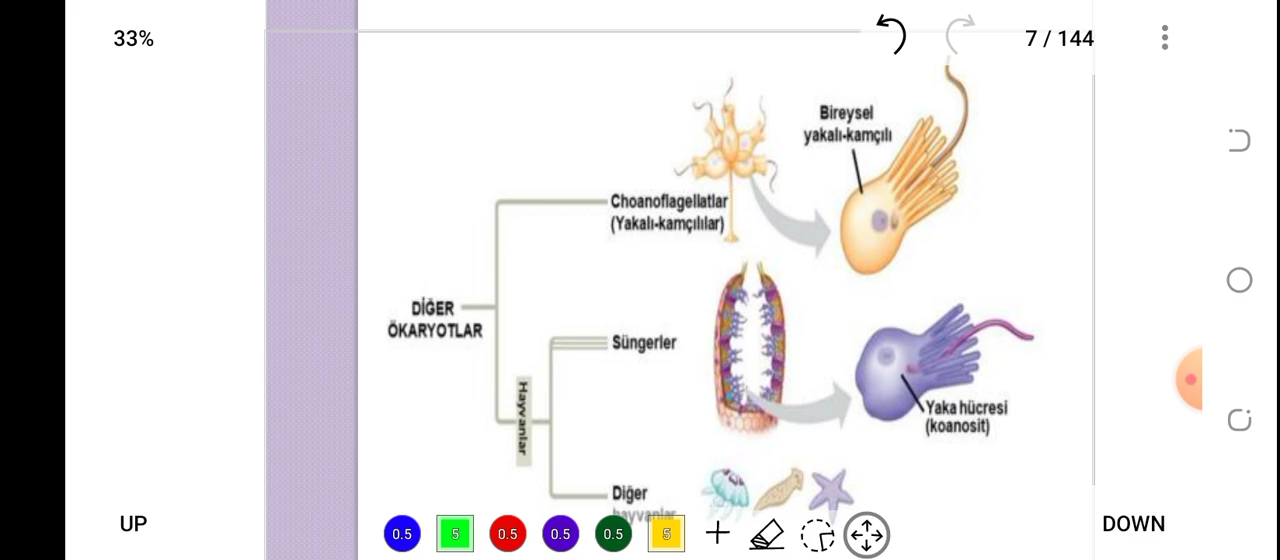 33%
7 / 144
Bireysel
yakalı-kamçılı
Choanoflagellatlar
(Yakalı-kamçılılar)
DİĞER
ÖKARYOTLAR
Süngerler
Hayvanlar
Yaka hücresi
(koanosit)
Diğer
hayvanlar
UP
0.5
5
0.5
0.5
0.5
5
DOWN